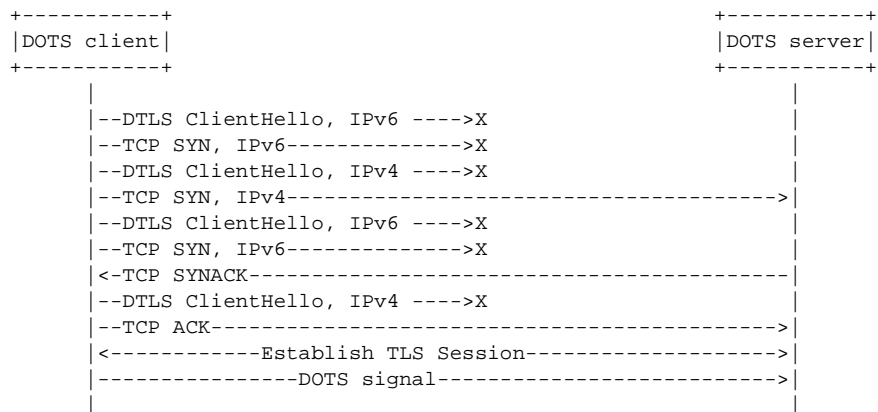 +-----------+                                            +-----------+
|DOTS client|                                            |DOTS server|
+-----------+                                            +-----------+
      |                                                        |
      |--DTLS ClientHello, IPv6 ---->X                         |
      |--TCP SYN, IPv6-------------->X                         |
      |--DTLS ClientHello, IPv4 ---->X                         |
      |--TCP SYN, IPv4--------------------------------------->|
      |--DTLS ClientHello, IPv6 ---->X                         |
      |--TCP SYN, IPv6-------------->X                         |
      |<-TCP SYNACK-------------------------------------------|
      |--DTLS ClientHello, IPv4 ---->X                         |
      |--TCP ACK--------------------------------------------->|
      |<------------Establish TLS Session-------------------->|
      |----------------DOTS signal--------------------------->|
      |                                                        |